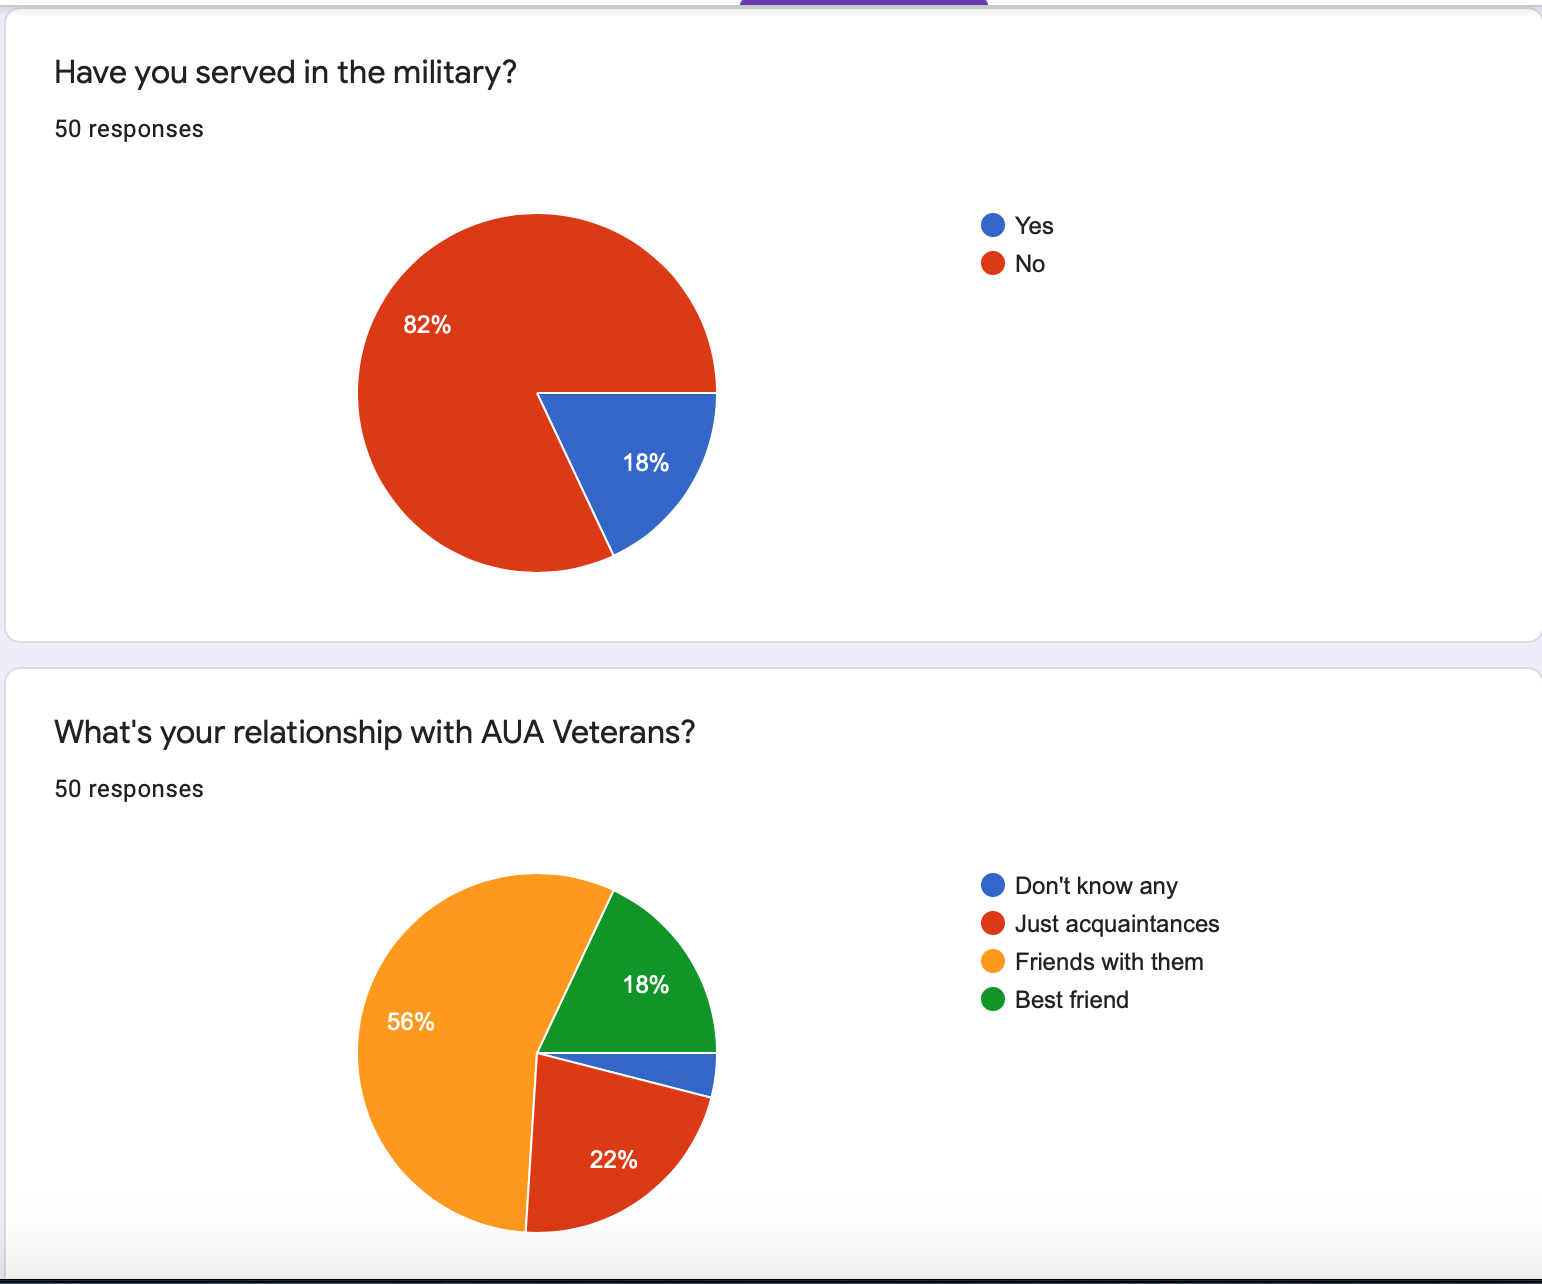 Have you served in the military?
50 responses
Yes
No
82%
18%
What's your relationship with AUA Veterans?
50 responses
Don't know any
Just acquaintances
Friends with them
Best friend
18%
56%
22%